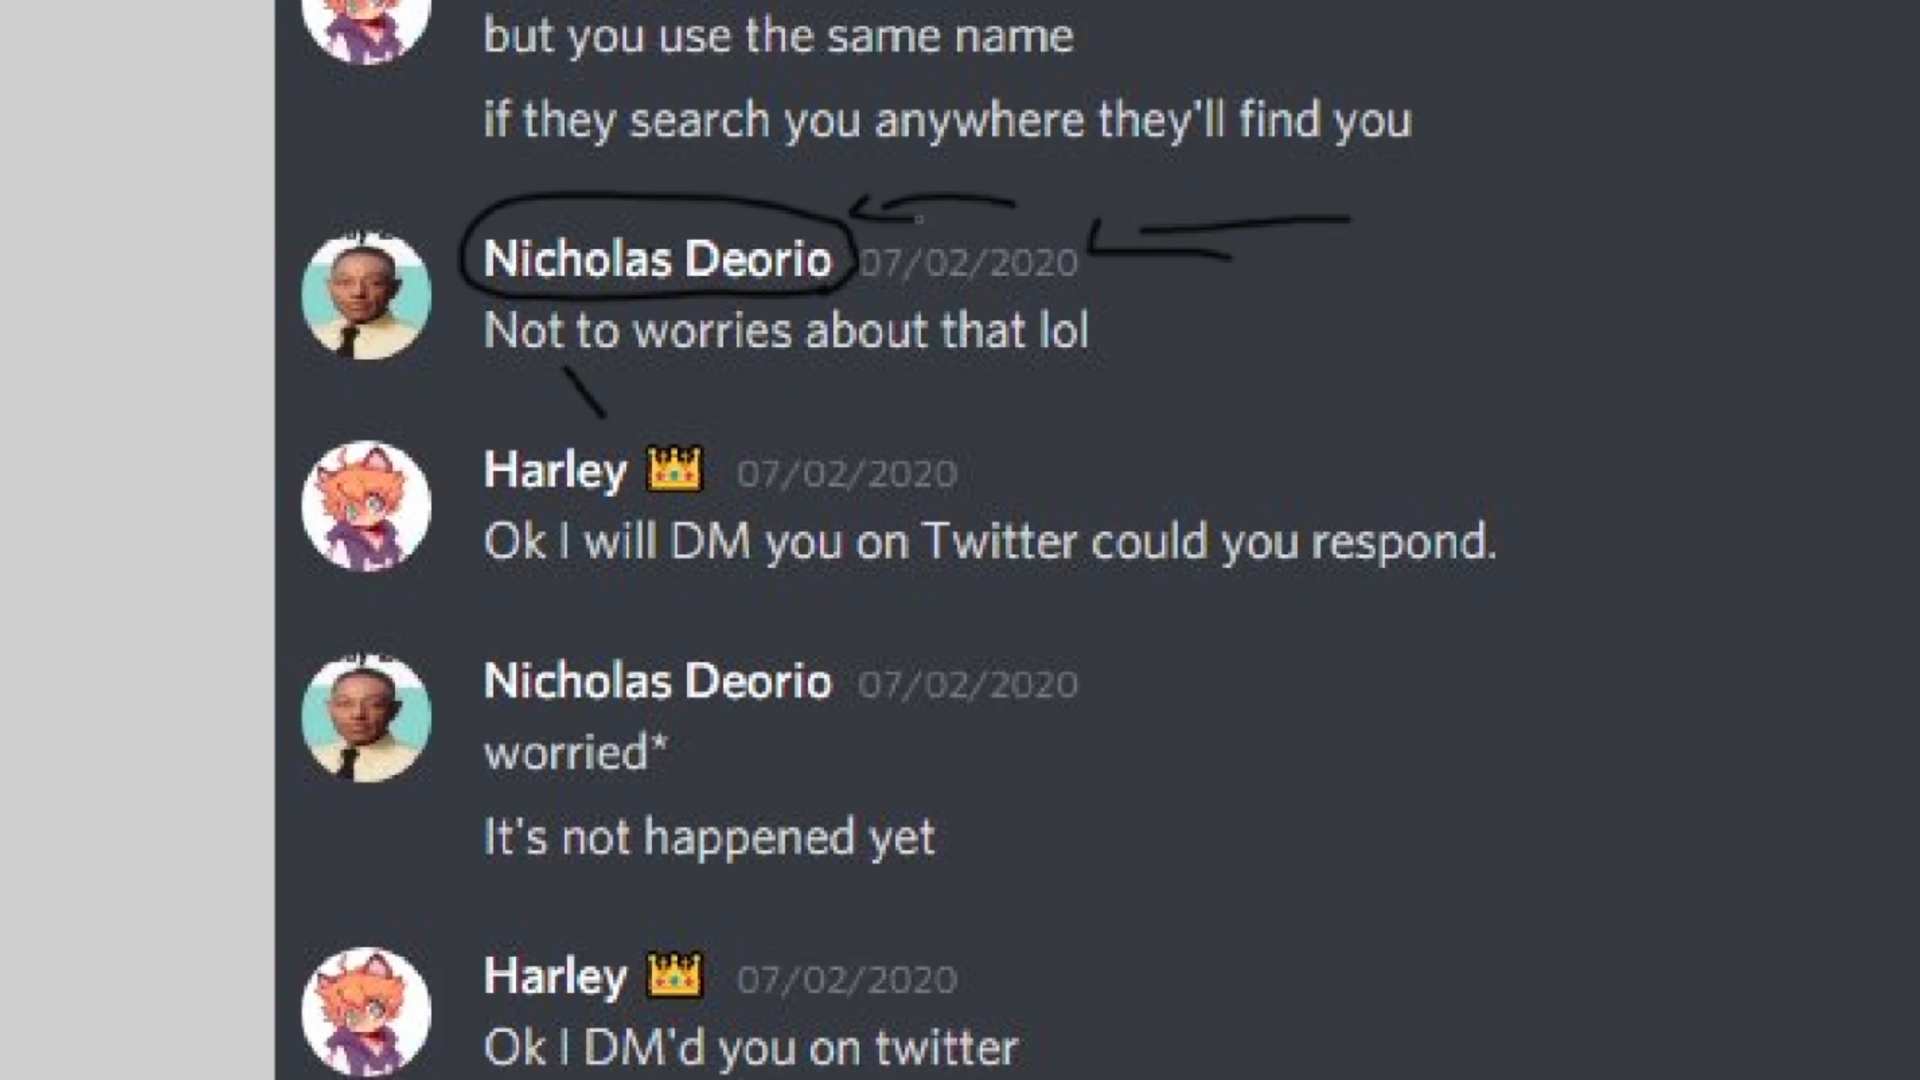 but you use the same name
if they search you anywhere they'll find you
Nicholas Deorio 07/02/2020
Not to worries about that lol
Harley 👑 07/02/2020
Ok I will DM you on Twitter could you respond.
Nicholas Deorio 07/02/2020
worried*
It's not happened yet
Harley 👑 07/02/2020
Ok I DM'd you on twitter